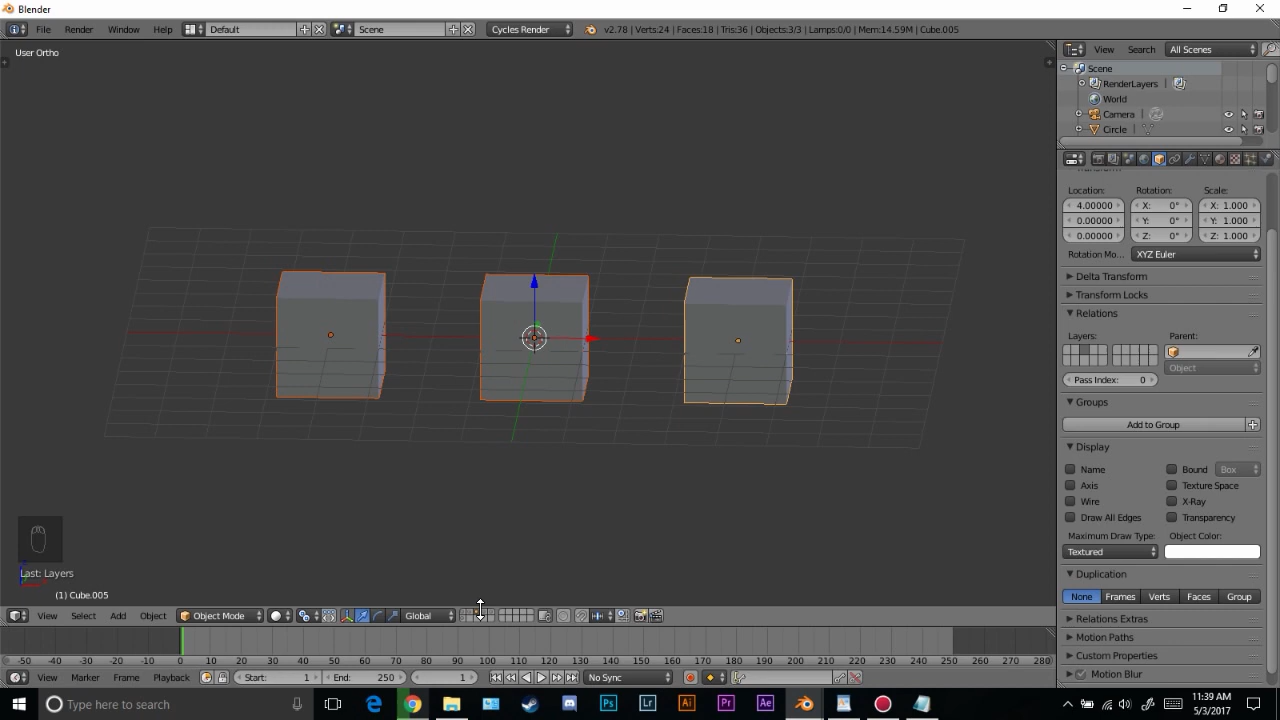 Blender
File Render Window Help Default Scene Cycles Render v2.78 | Verts:24 | Faces:18 | Tris:36 | Objects:3/3 | Lamps:0/0 | Mem:14.59M | Cube.005
User Ortho
View Search All Scenes
Scene
RenderLayers
World
Camera
Circle
Transform
Location: Rotation: Scale:
4.00000 X: 0° X: 1.000
0.00000 Y: 0° Y: 1.000
0.00000 Z: 0° Z: 1.000
Rotation Mo... XYZ Euler
Delta Transform
Transform Locks
Relations
Layers: Parent:
Pass Index: 0 Object
Groups
Add to Group
Display
Name Bound Box
Axis Texture Space
Wire X-Ray
Draw All Edges Transparency
Maximum Draw Type: Object Color:
Textured
Duplication
None Frames Verts Faces Group
Relations Extras
Motion Paths
Custom Properties
Motion Blur
Last: Layers
(1) Cube.005
View Select Add Object Object Mode Global
-50 -40 -30 -20 -10 0 10 20 30 40 50 60 70 80 90 100 110 120 130 140 150 160 170 180 190 200 210 220 230 240 250 260 270 280
View Marker Frame Playback Start: 1 End: 250 1 No Sync
Type here to search
Ps Lr Ai Pr Ae
11:39 AM
5/3/2017